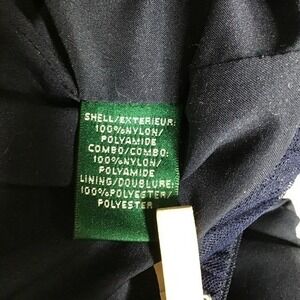 SHELL/EXTERIEUR:
100%NYLON/
POLYAMIDE
COMBO/COMBO:
100%NYLON/
POLYAMIDE
LINING/DOUBLURE:
100%POLYESTER/
POLYESTER